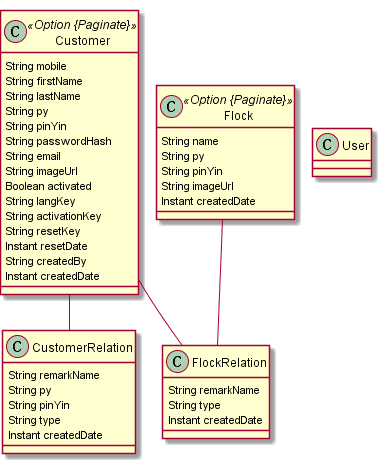 C «Option {Paginate}»
Customer
String mobile
String firstName
String lastName
String py
String pinYin
String passwordHash
String email
String imageUrl
Boolean activated
String langKey
String activationKey
String resetKey
Instant resetDate
String createdBy
Instant createdDate
C «Option {Paginate}»
Flock
String name
String py
String pinYin
String imageUrl
Instant createdDate
C User
C CustomerRelation
String remarkName
String py
String pinYin
String type
Instant createdDate
C FlockRelation
String remarkName
String type
Instant createdDate